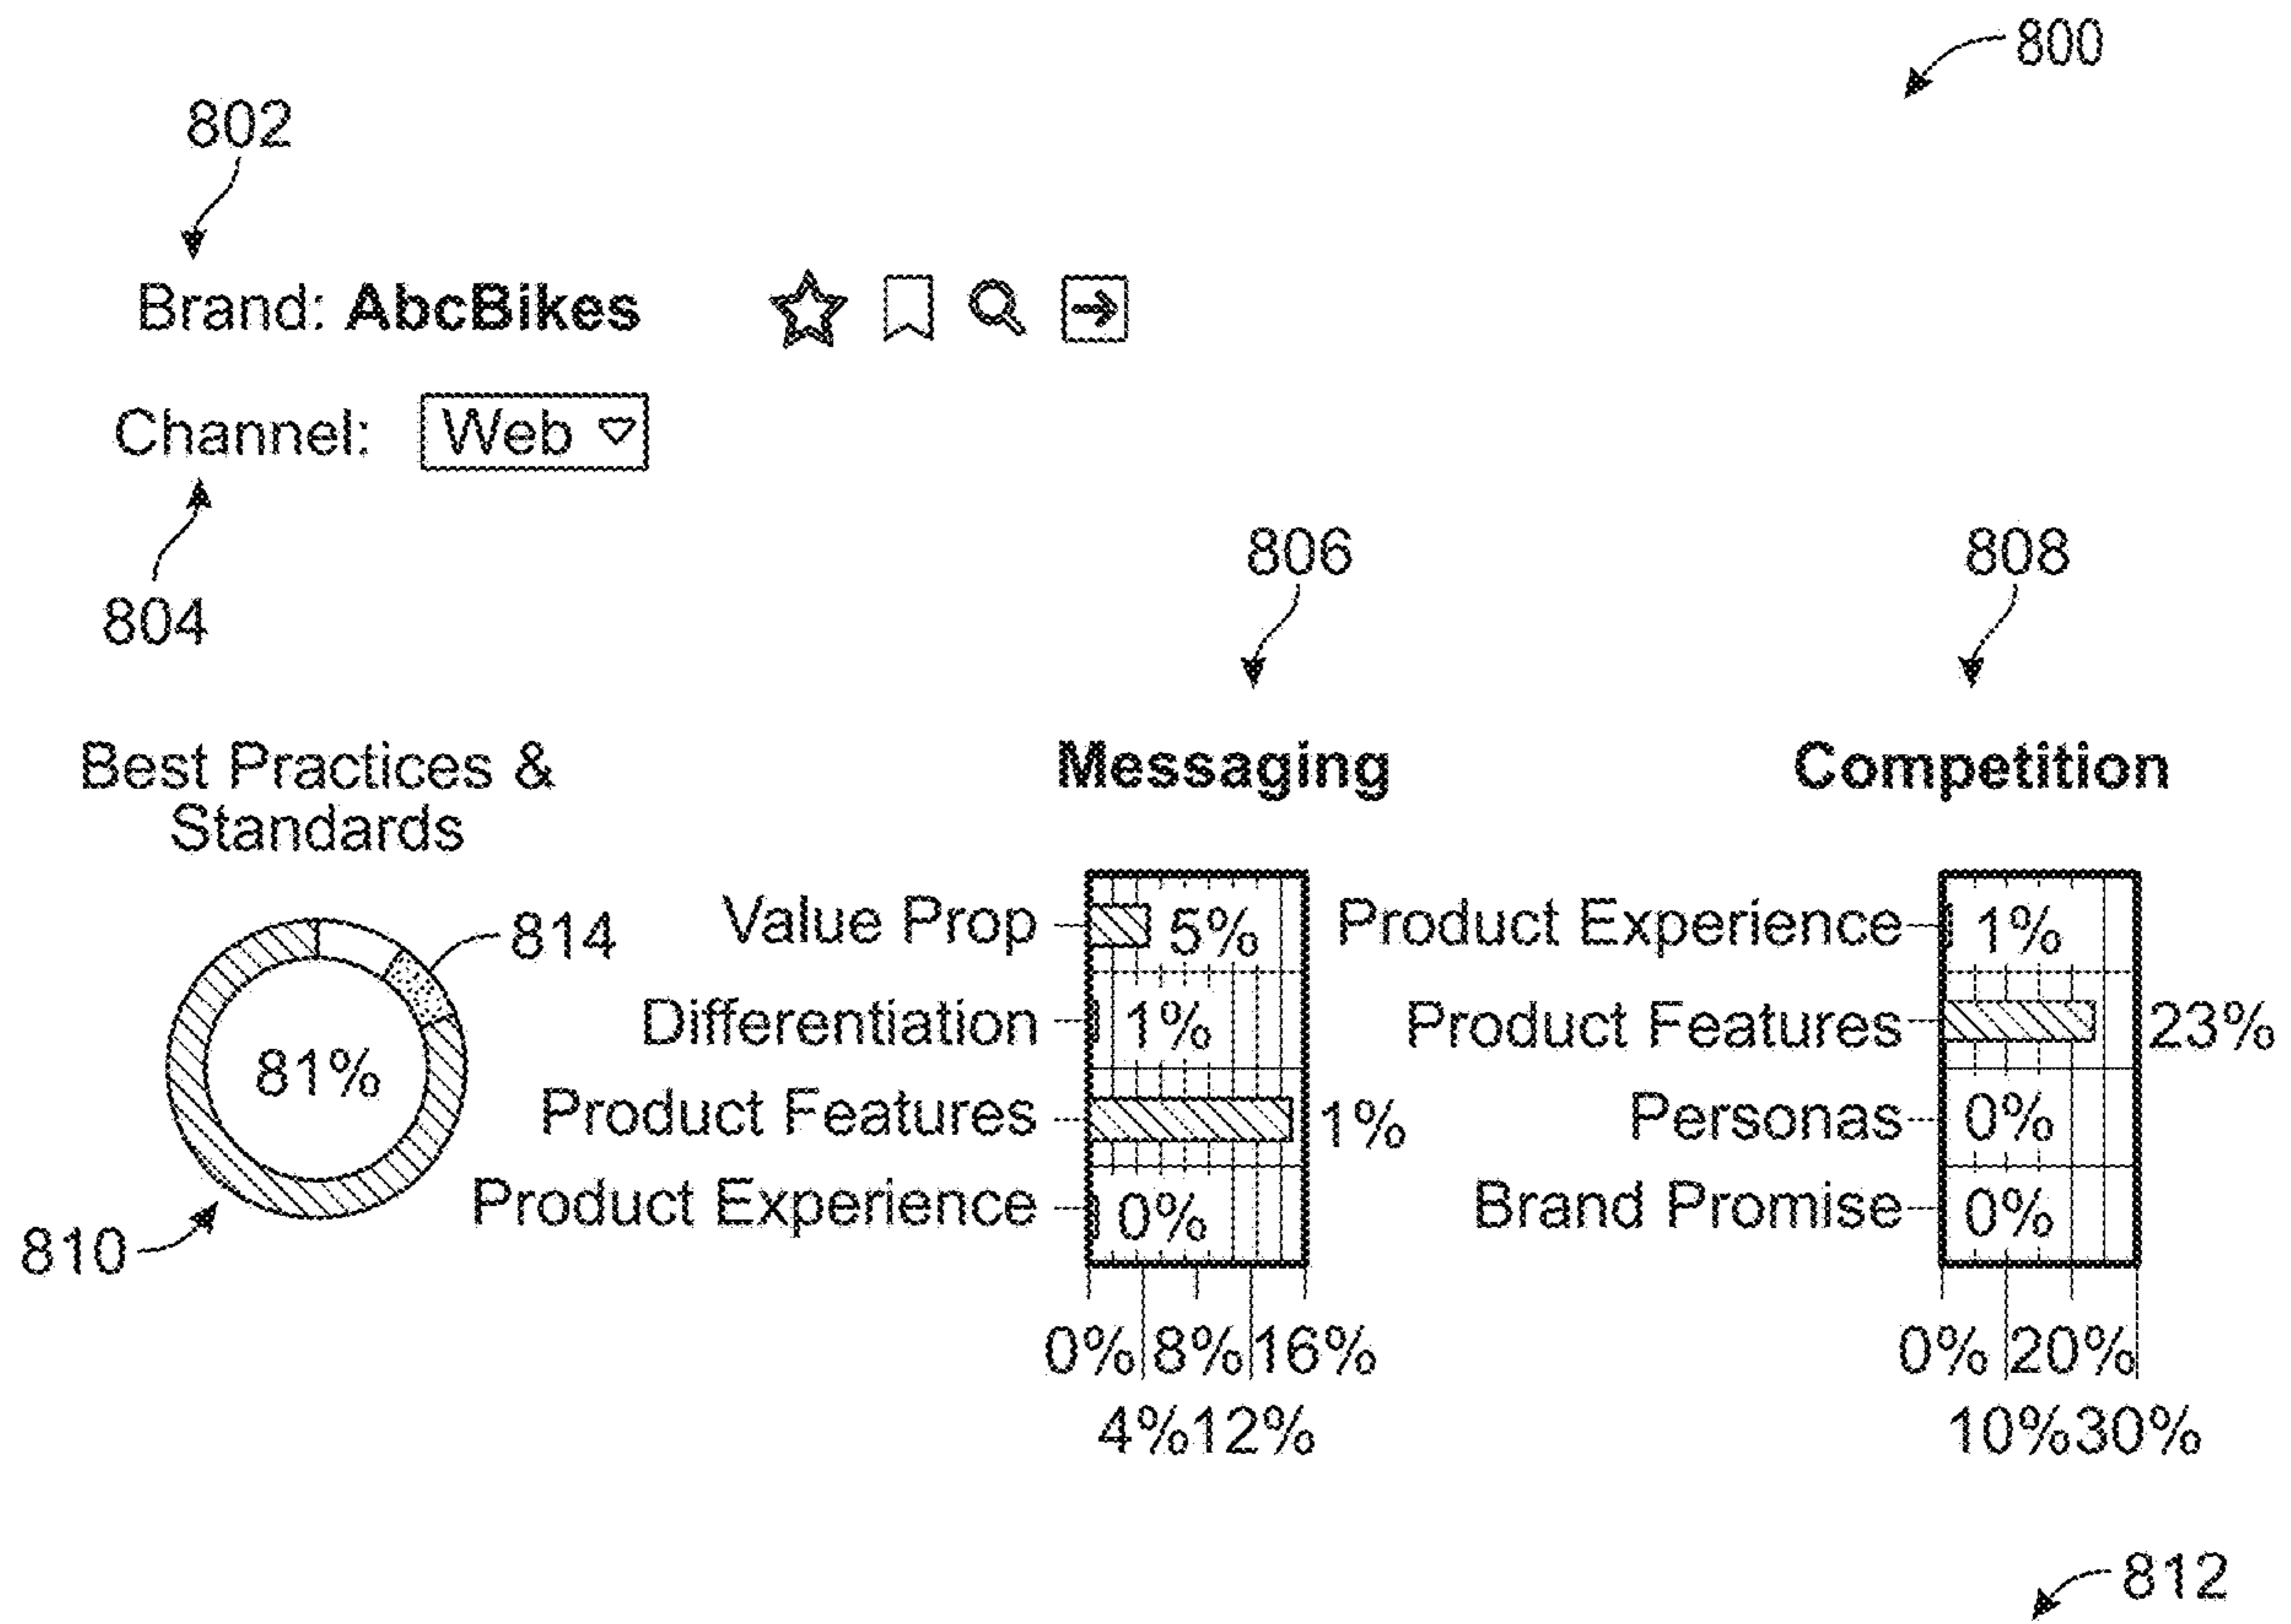 800
802
Brand: AbcBikes
Channel: Web
804
806
808
Best Practices &
Standards
814
81%
810
Messaging
Value Prop 5%
Differentiation 1%
Product Features 1%
Product Experience 0%
0% 8% 16%
4% 12%
Competition
Product Experience 1%
Product Features 23%
Personas 0%
Brand Promise 0%
0% 20%
10% 30%
812